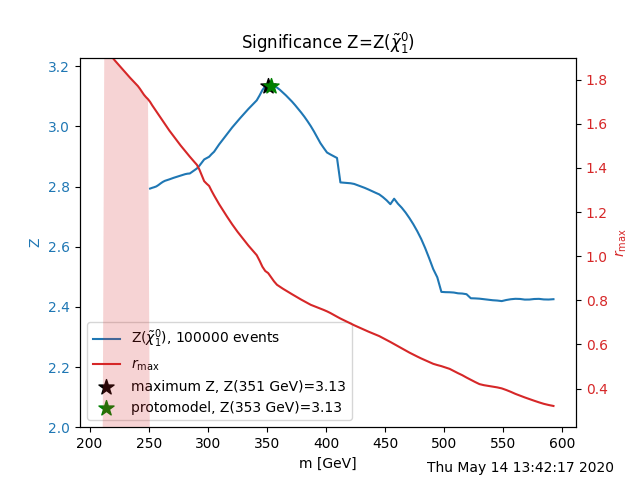 Significance Z=Z(χ̃₁⁰)
3.2
3.0
2.8
2.6
2.4
2.2
2.0
Z
1.8
1.6
1.4
1.2
1.0
0.8
0.6
0.4
r_max
Z(χ̃₁⁰), 100000 events
r_max
maximum Z, Z(351 GeV)=3.13
protomodel, Z(353 GeV)=3.13
200 250 300 350 400 450 500 550 600
m [GeV]
Thu May 14 13:42:17 2020